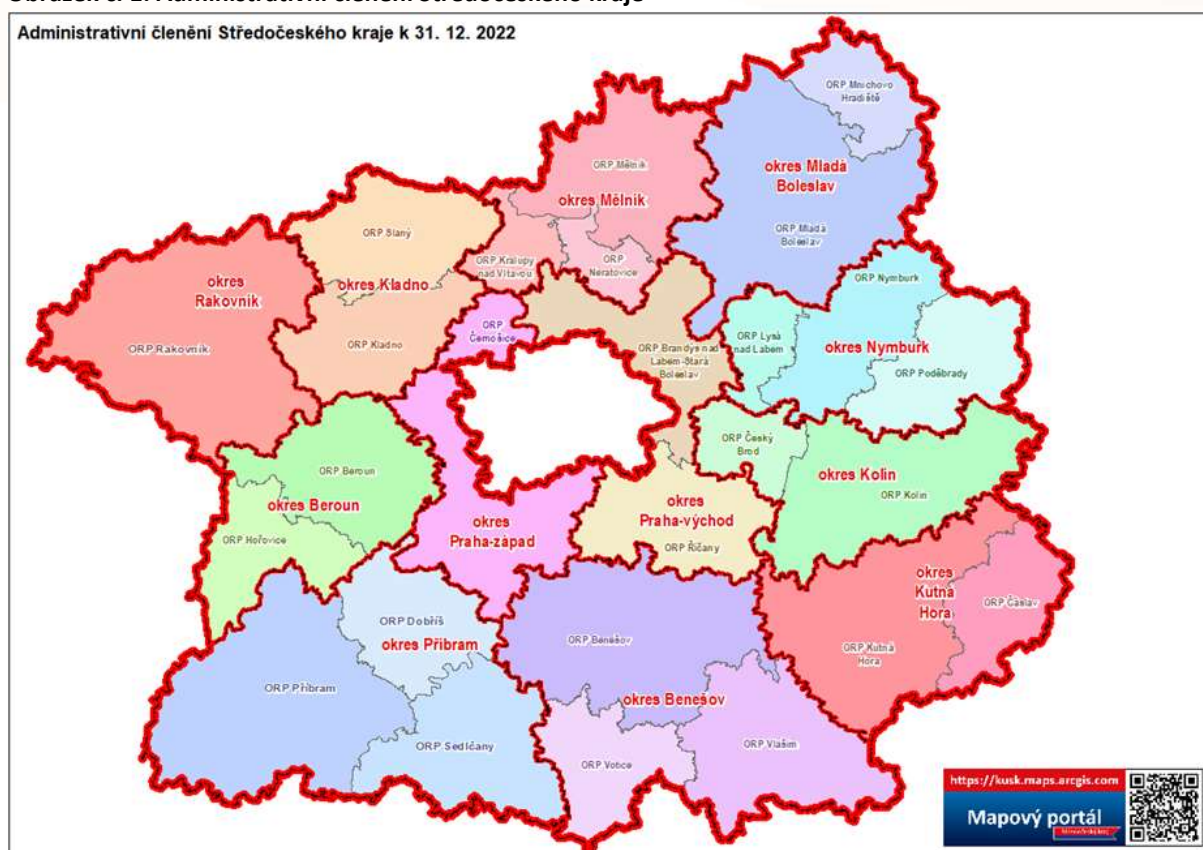 Administrativní členění Středočeského kraje k 31. 12. 2022
ORP Mnichovo
Hradiště
ORP Mělník
okres Mladá
Boleslav
okres Mělník
ORP Slaný
ORP Mladá
Boleslav
ORP Kralupy
nad Vltavou
ORP
Neratovice
okres
Rakovník
okres Kladno
ORP Nymburk
ORP
Černošice
ORP Rakovník
ORP Kladno
ORP Brandýs nad
Labem-Stará
Boleslav
ORP Lysá
nad Labem
okres Nymburk
ORP Poděbrady
ORP Český
Brod
ORP Beroun
okres Kolín
ORP Kolín
okres Beroun
okres
Praha-východ
ORP Hořovice
okres
Praha-západ
ORP Říčany
okres
Kutná
Hora
ORP Čáslav
ORP Dobříš
okres Příbram
ORP Benešov
ORP Kutná
Hora
ORP Příbram
okres Benešov
ORP Sedlčany
ORP Votice
ORP Vlašim
https://kusk.maps.arcgis.com
Mapový portál